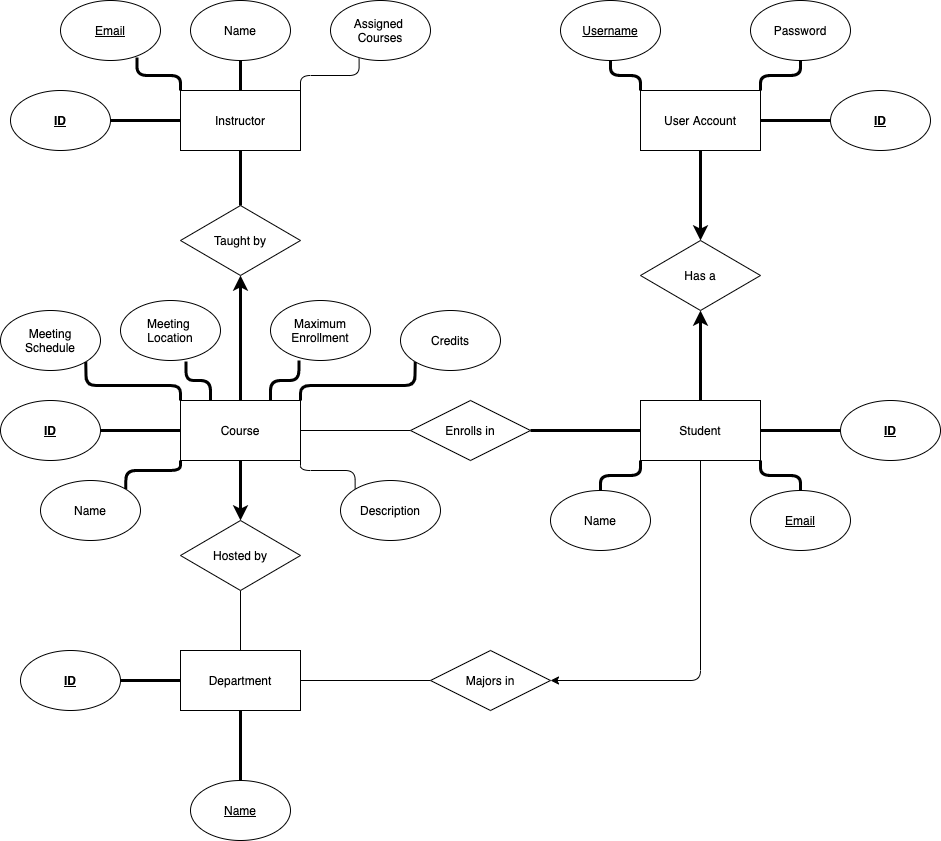 Email
Name
Assigned
Courses
Username
Password
ID
Instructor
User Account
ID
Taught by
Has a
Meeting
Schedule
Meeting
Location
Maximum
Enrollment
Credits
ID
Course
Enrolls in
Student
ID
Name
Description
Name
Email
Hosted by
ID
Department
Majors in
Name